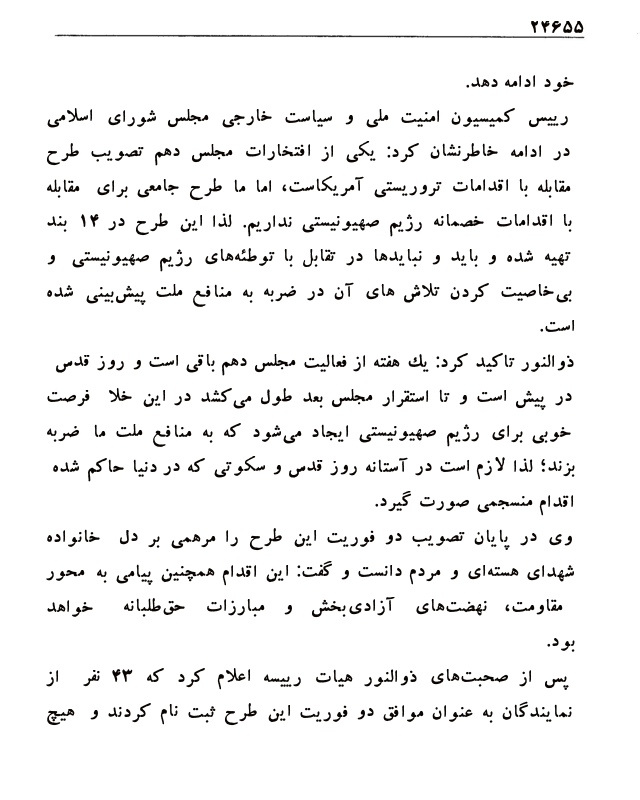 ۲۴۶۵۵
خود ادامه دهد.
رییس کمیسیون امنیت ملی و سیاست خارجی مجلس شورای اسلامی
در ادامه خاطرنشان کرد: یکی از افتخارات مجلس دهم تصویب طرح
مقابله با اقدامات تروریستی آمریکاست، اما ما طرح جامعی برای مقابله
با اقدامات خصمانه رژیم صهیونیستی نداریم. لذا این طرح در ۱۴ بند
تهیه شده و باید و نبایدها در تقابل با توطئه‌های رژیم صهیونیستی و
بی‌خاصیت کردن تلاش های آن در ضربه به منافع ملت پیش‌بینی شده
است.
ذوالنور تاکید کرد: یك هفته از فعالیت مجلس دهم باقی است و روز قدس
در پیش است و تا استقرار مجلس بعد طول می‌کشد در این خلا فرصت
خوبی برای رژیم صهیونیستی ایجاد می‌شود که به منافع ملت ما ضربه
بزند؛ لذا لازم است در آستانه روز قدس و سکوتی که در دنیا حاکم شده
اقدام منسجمی صورت گیرد.
وی در پایان تصویب دو فوریت این طرح را مرهمی بر دل خانواده
شهدای هسته‌ای و مردم دانست و گفت: این اقدام همچنین پیامی به محور
مقاومت، نهضت‌های آزادی‌بخش و مبارزات حق‌طلبانه خواهد
بود.
پس از صحبت‌های ذوالنور هیات رییسه اعلام کرد که ۴۳ نفر از
نمایندگان به عنوان موافق دو فوریت این طرح ثبت نام کردند و هیچ